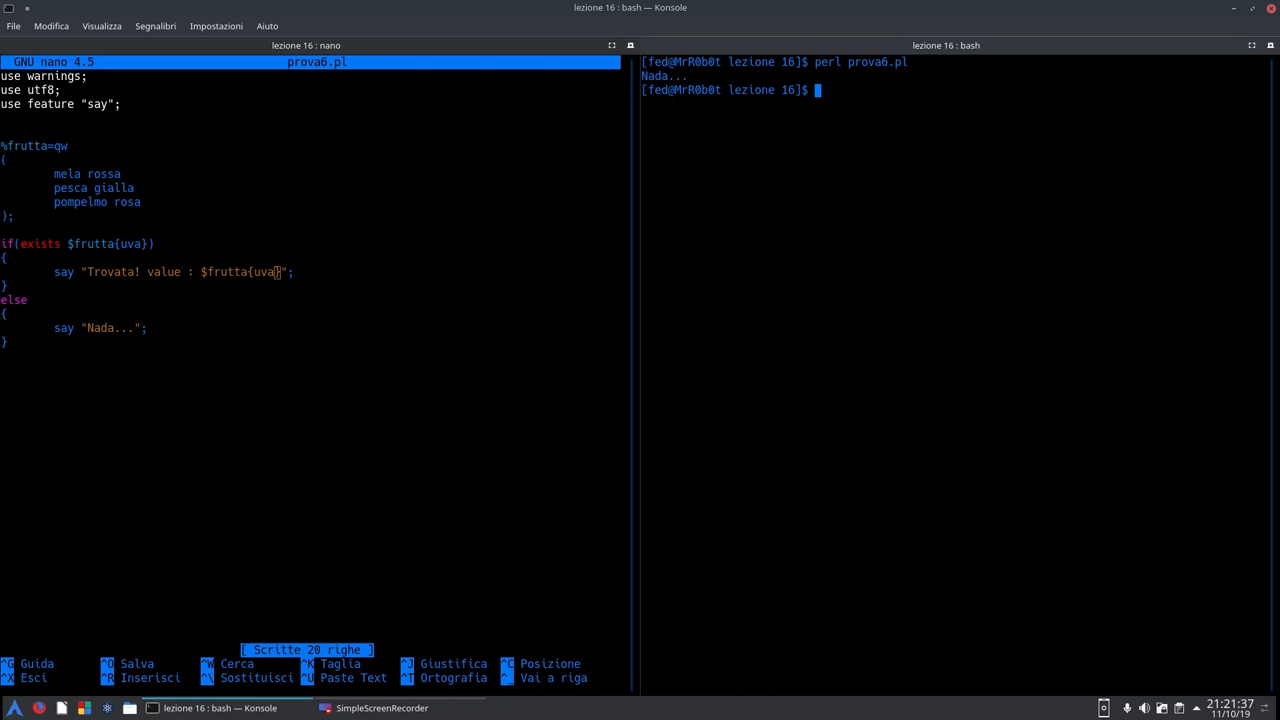 lezione 16 : bash — Konsole
File Modifica Visualizza Segnalibri Impostazioni Aiuto
lezione 16 : nano
GNU nano 4.5 prova6.pl
use warnings;
use utf8;
use feature "say";
%frutta=qw
(
mela rossa
pesca gialla
pompelmo rosa
);
if(exists $frutta{uva})
{
say "Trovata! value : $frutta{uva}";
}
else
{
say "Nada...";
}
[ Scritte 20 righe ]
^G Guida ^O Salva ^W Cerca ^K Taglia ^J Giustifica ^C Posizione
^X Esci ^R Inserisci ^\ Sostituisci ^U Paste Text ^T Ortografia ^_ Vai a riga
lezione 16 : bash
[fed@MrR0b0t lezione 16]$ perl prova6.pl
Nada...
[fed@MrR0b0t lezione 16]$
lezione 16 : bash — Konsole
SimpleScreenRecorder
21:21:37
11/10/19